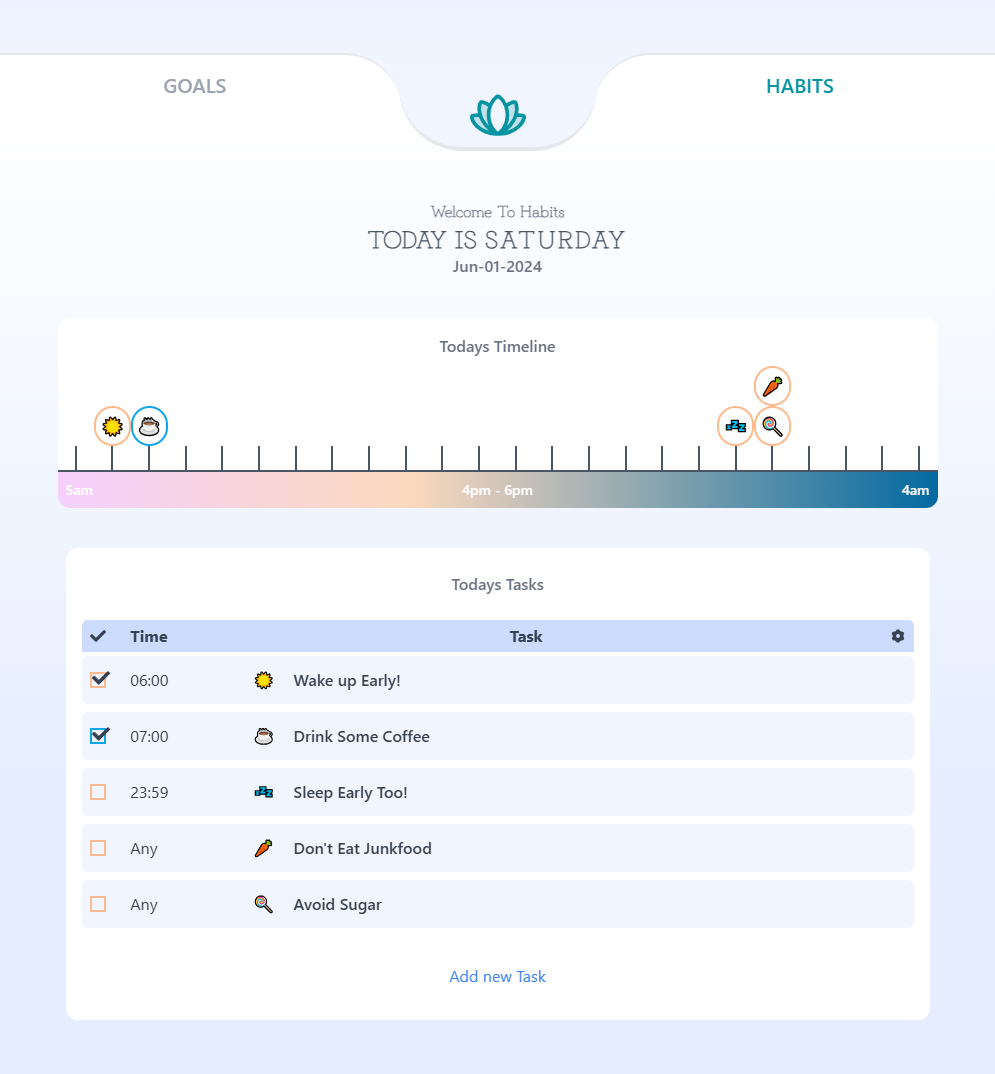 GOALS
HABITS
Welcome To Habits
TODAY IS SATURDAY
Jun-01-2024
Todays Timeline
5am 4pm - 6pm 4am
Todays Tasks
Time Task
06:00 Wake up Early!
07:00 Drink Some Coffee
23:59 Sleep Early Too!
Any Don't Eat Junkfood
Any Avoid Sugar
Add new Task